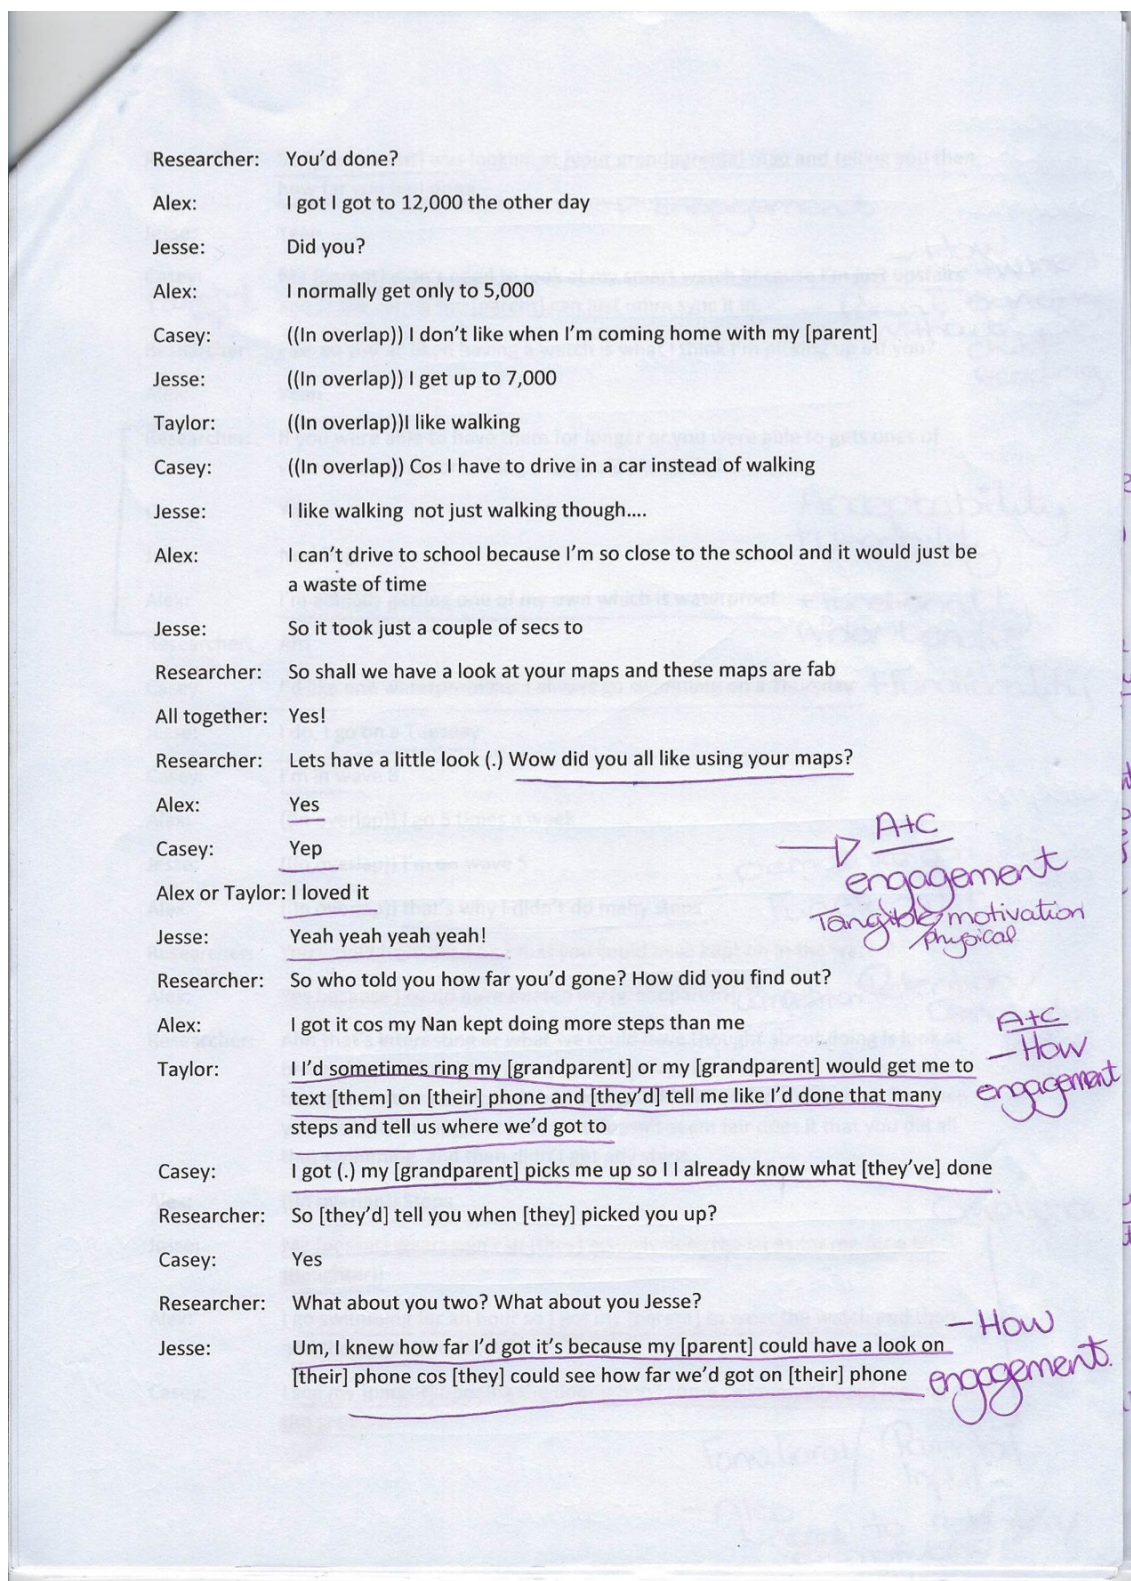 Researcher: You'd done?
Alex: I got I got to 12,000 the other day
Jesse: Did you?
Alex: I normally get only to 5,000
Casey: ((In overlap)) I don't like when I'm coming home with my [parent]
Jesse: ((In overlap)) I get up to 7,000
Taylor: ((In overlap))I like walking
Casey: ((In overlap)) Cos I have to drive in a car instead of walking
Jesse: I like walking not just walking though....
Alex: I can't drive to school because I'm so close to the school and it would just be
a waste of time
Jesse: So it took just a couple of secs to
Researcher: So shall we have a look at your maps and these maps are fab
All together: Yes!
Researcher: Lets have a little look (.) Wow did you all like using your maps?
Alex: Yes
Casey: Yep
A+C
engagement
Alex or Taylor: I loved it
Tangible/motivation
physical
Jesse: Yeah yeah yeah yeah!
Researcher: So who told you how far you'd gone? How did you find out?
Alex: I got it cos my Nan kept doing more steps than me
A+C
– How
engagement
Taylor: I I'd sometimes ring my [grandparent] or my [grandparent] would get me to
text [them] on [their] phone and [they'd] tell me like I'd done that many
steps and tell us where we'd got to
Casey: I got (.) my [grandparent] picks me up so I I already know what [they've] done
Researcher: So [they'd] tell you when [they] picked you up?
Casey: Yes
Researcher: What about you two? What about you Jesse?
Jesse: Um, I knew how far I'd got it's because my [parent] could have a look on
[their] phone cos [they] could see how far we'd got on [their] phone
– How
engagement.